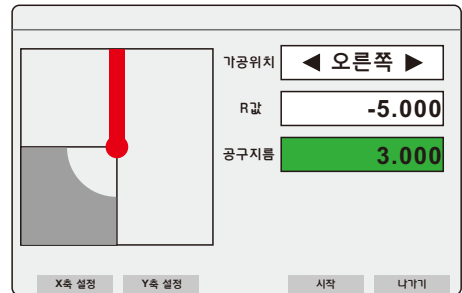 가공위치 ◀ 오른쪽 ▶
R값 -5.000
공구지름 3.000
X축 설정 Y축 설정 시작 나가기